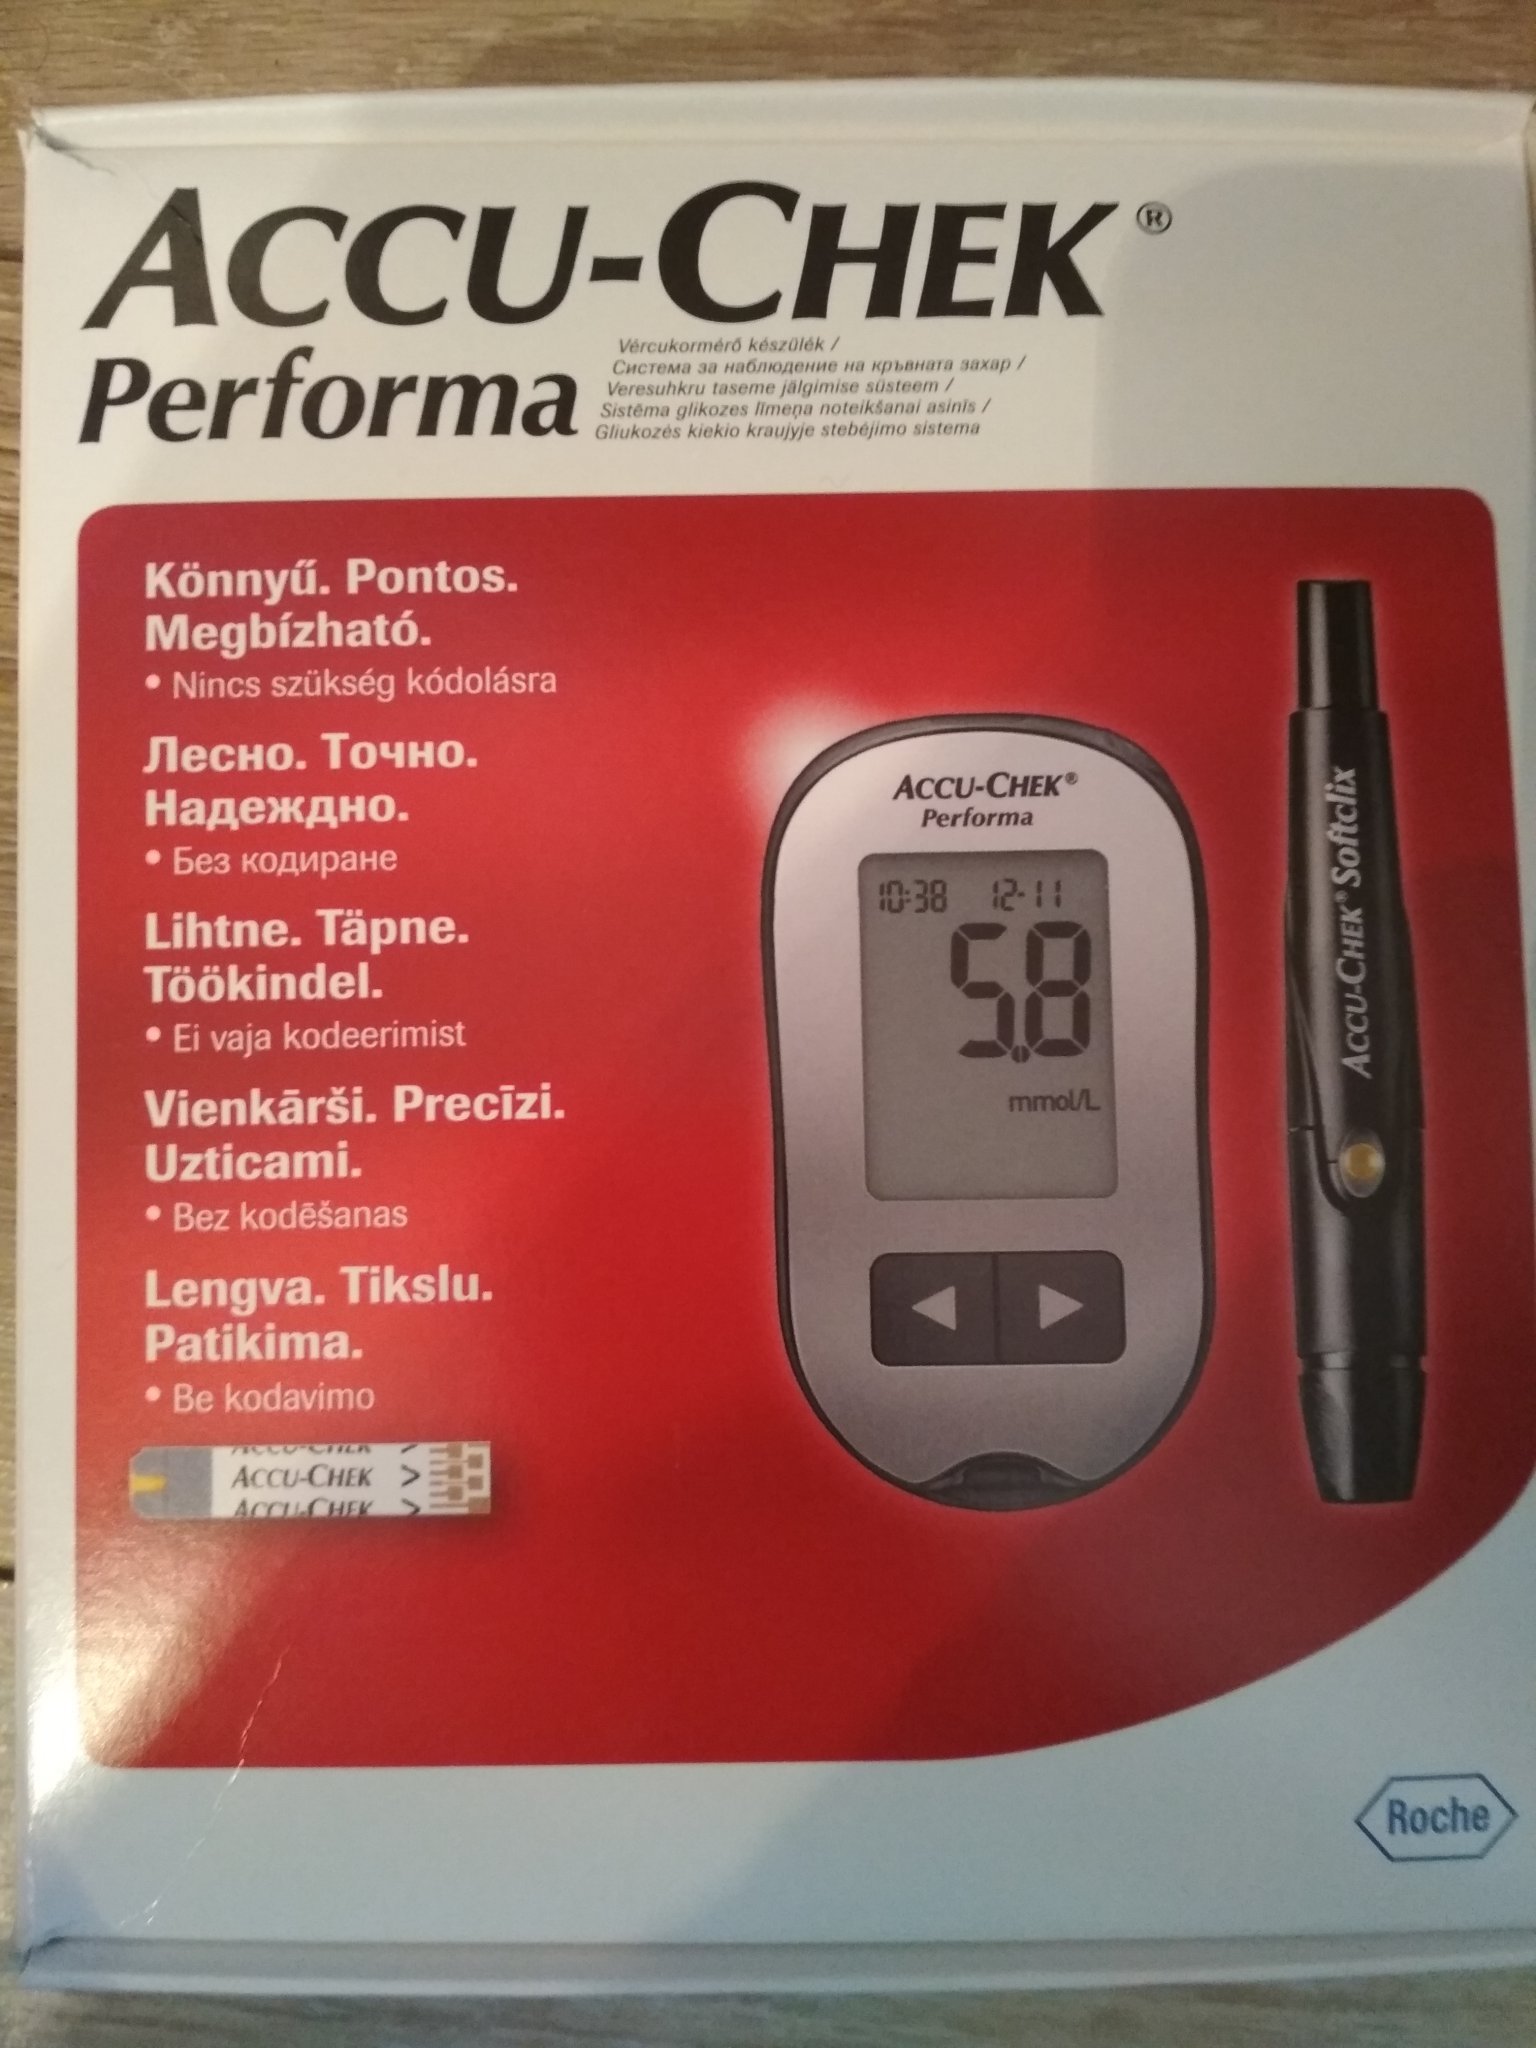 ACCU-CHEK®
Performa
Vércukormérő készülék /
Система за наблюдение на кръвната захар /
Veresuhkru taseme jälgimise süsteem /
Sistēma glikozes līmeņa noteikšanai asinīs /
Gliukozės kiekio kraujyje stebėjimo sistema
Könnyű. Pontos.
Megbízható.
• Nincs szükség kódolásra
Лесно. Точно.
Надеждно.
• Без кодиране
Lihtne. Täpne.
Töökindel.
• Ei vaja kodeerimist
Vienkārši. Precīzi.
Uzticami.
• Bez kodēšanas
Lengva. Tikslu.
Patikima.
• Be kodavimo
ACCU-CHEK >
ACCU-CHEK >
ACCU-CHEK >
ACCU-CHEK®
Performa
10:38 12-11
5.8
mmol/L
ACCU-CHEK® Softclix
Roche